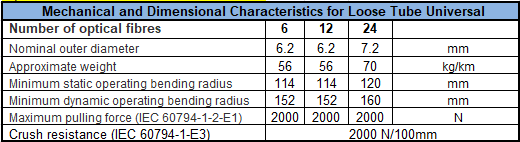 Mechanical and Dimensional Characteristics for Loose Tube Universal
Number of optical fibres 6 12 24
Nominal outer diameter 6.2 6.2 7.2 mm
Approximate weight 56 56 70 kg/km
Minimum static operating bending radius 114 114 120 mm
Minimum dynamic operating bending radius 152 152 160 mm
Maximum pulling force (IEC 60794-1-2-E1) 2000 2000 2000 N
Crush resistance (IEC 60794-1-E3) 2000 N/100mm